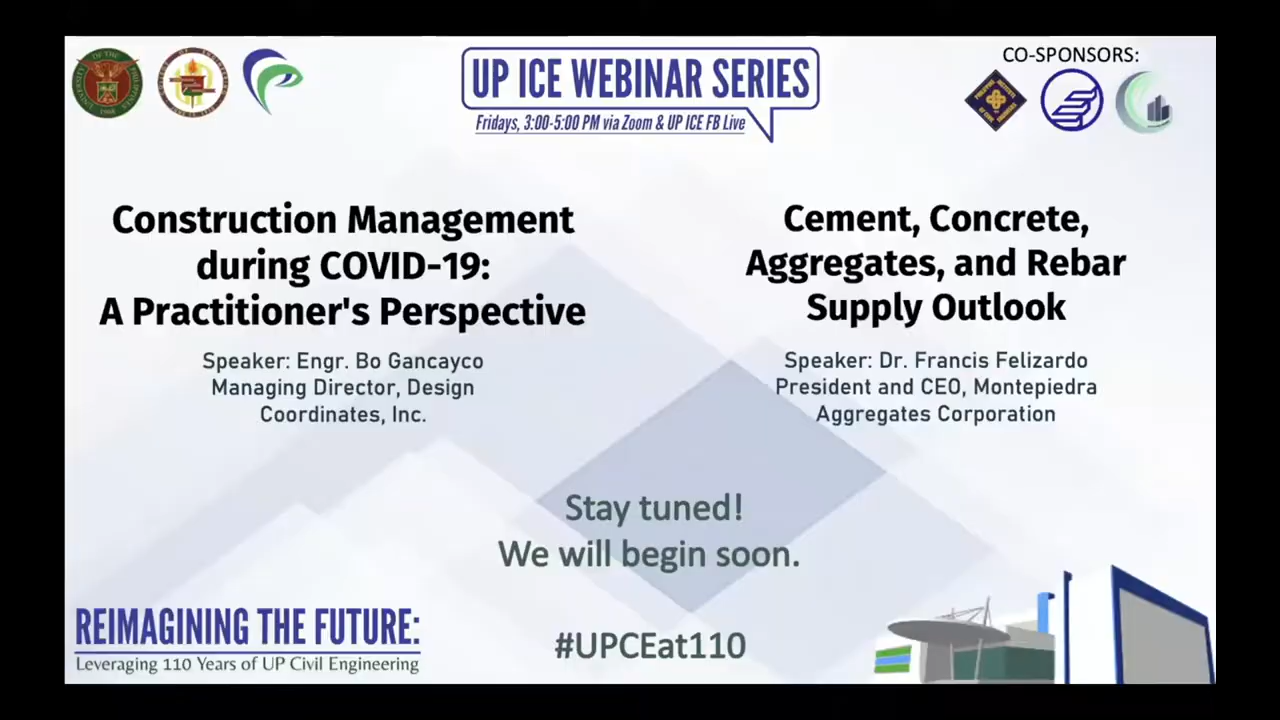 UP ICE WEBINAR SERIES
Fridays, 3:00-5:00 PM via Zoom & UP ICE FB Live
CO-SPONSORS:
Construction Management
during COVID-19:
A Practitioner's Perspective
Speaker: Engr. Bo Gancayco
Managing Director, Design
Coordinates, Inc.
Cement, Concrete,
Aggregates, and Rebar
Supply Outlook
Speaker: Dr. Francis Felizardo
President and CEO, Montepiedra
Aggregates Corporation
Stay tuned!
We will begin soon.
REIMAGINING THE FUTURE:
Leveraging 110 Years of UP Civil Engineering
#UPCEat110